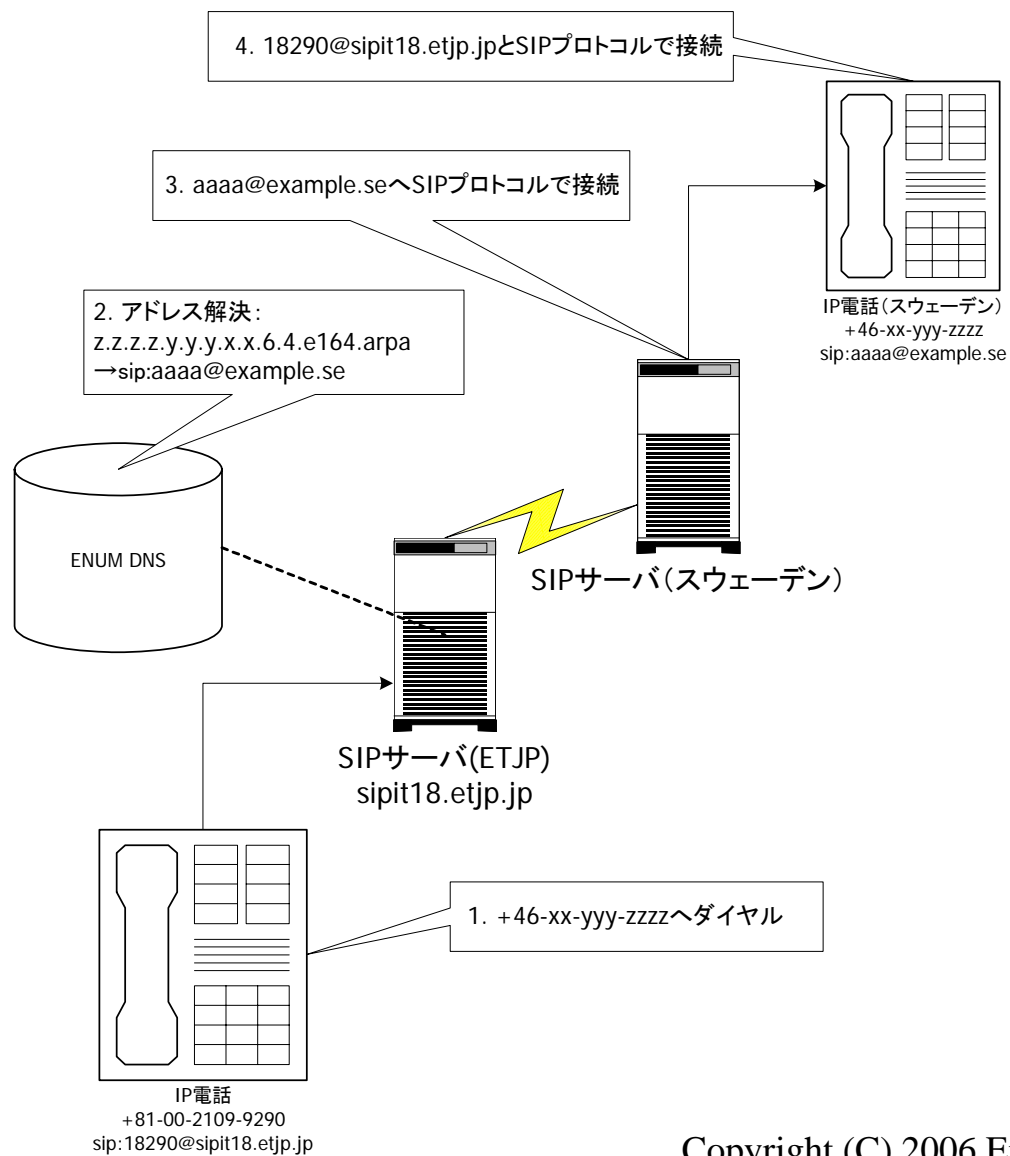 4. 18290@sipit18.etjp.jpとSIPプロトコルで接続
3. aaaa@example.seへSIPプロトコルで接続
IP電話（スウェーデン）
+46-xx-yyy-zzzz
sip:aaaa@example.se
2. アドレス解決：
z.z.z.z.y.y.y.x.x.6.4.e164.arpa
→sip:aaaa@example.se
ENUM DNS
SIPサーバ（スウェーデン）
SIPサーバ(ETJP)
sipit18.etjp.jp
1. +46-xx-yyy-zzzzへダイヤル
IP電話
+81-00-2109-9290
sip:18290@sipit18.etjp.jp
Copyright (C) 2006